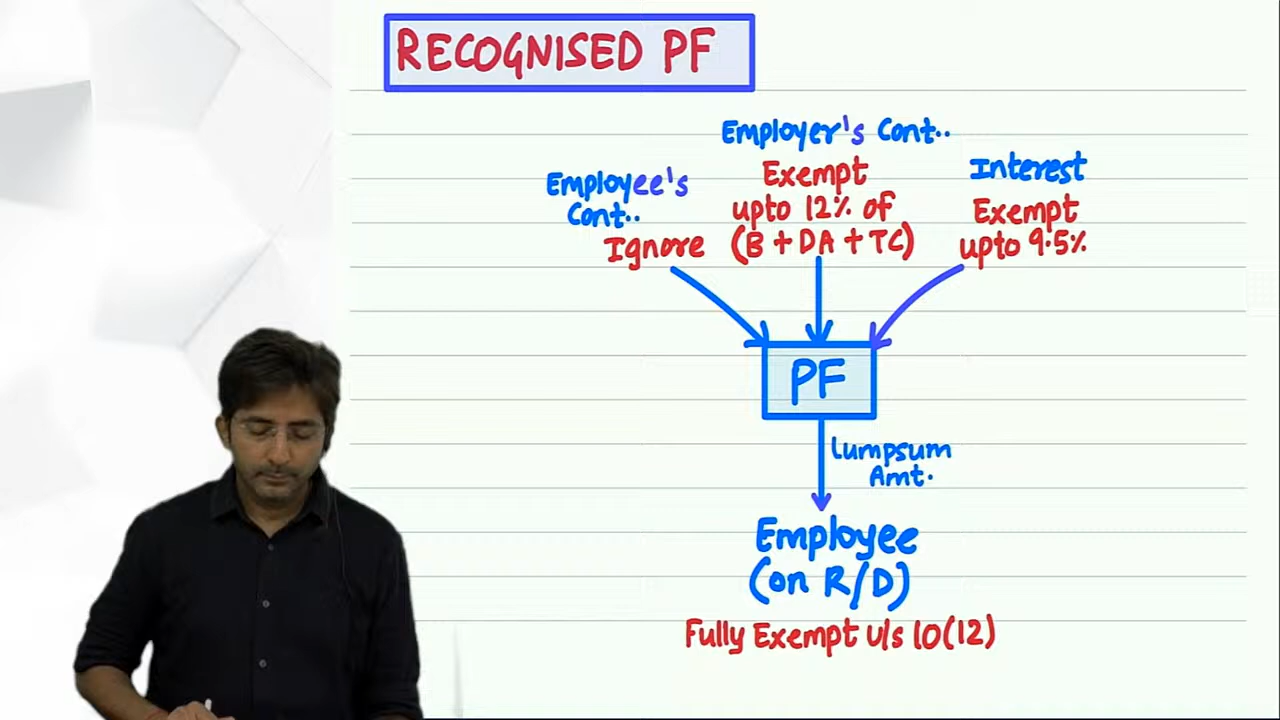 RECOGNISED PF
Employee's
Cont..
Ignore
Employer's Cont..
Exempt
upto 12% of
(B + DA + TC)
Interest
Exempt
upto 9.5%
PF
Lumpsum
Amt.
Employee
(on R/D)
Fully Exempt u/s 10(12)